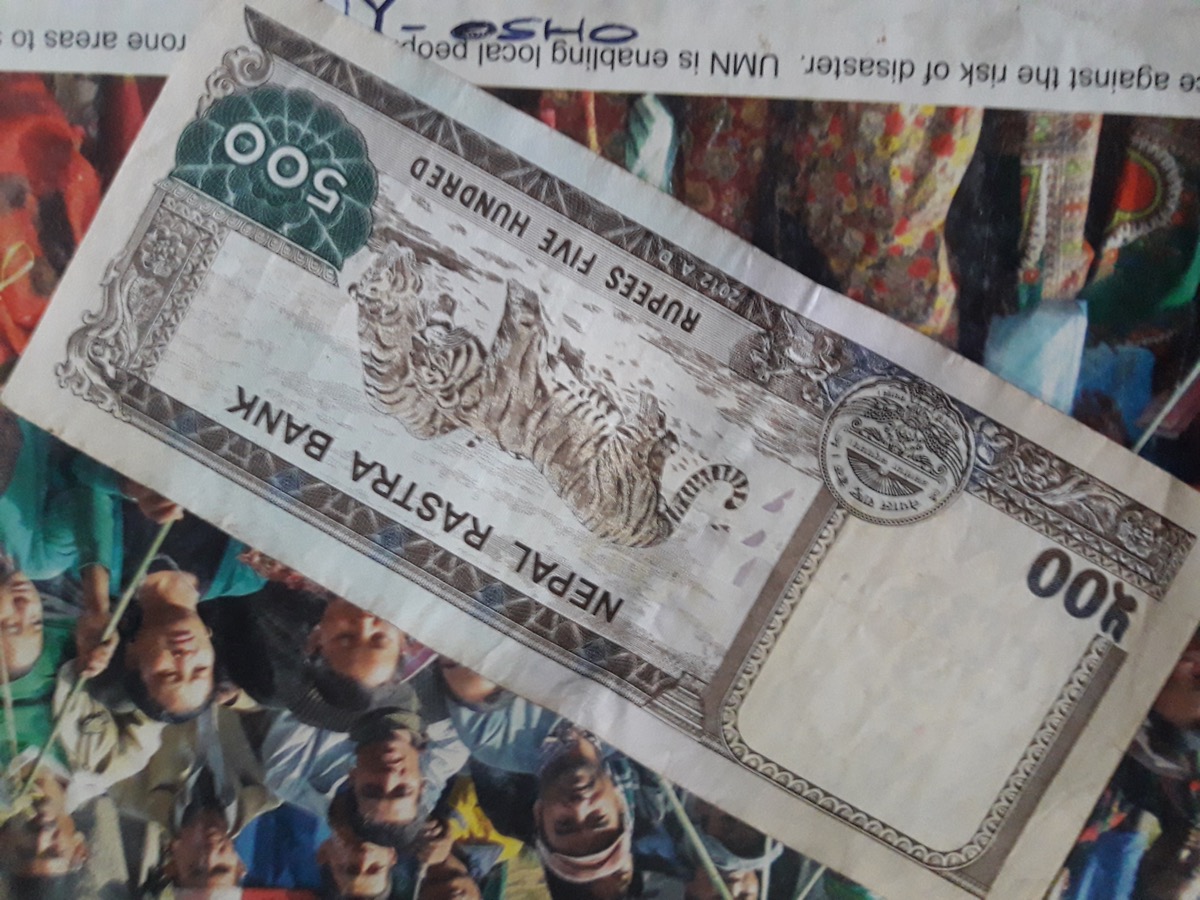 NEPAL RASTRA BANK
500
RUPEES FIVE HUNDRED
2012 A.D.
नेपाल राष्ट्र बैंक
५००
rone areas to
UMN is enabling local peop
e against the risk of disaster.
OHSO -